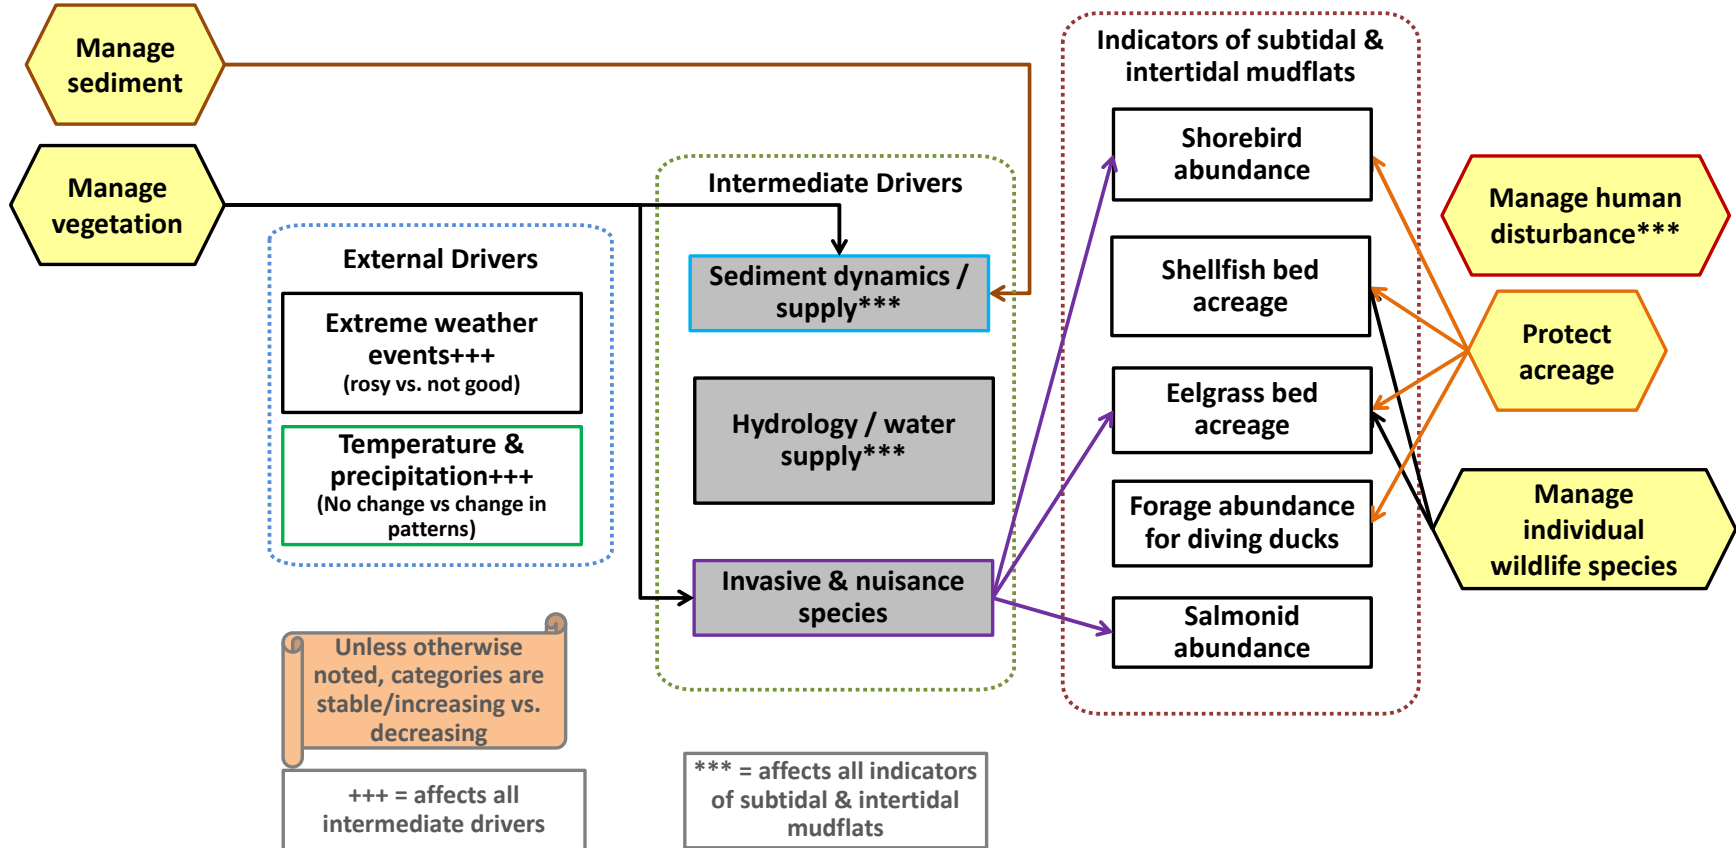 Manage
sediment
Manage
vegetation
External Drivers
Extreme weather
events+++
(rosy vs. not good)
Temperature &
precipitation+++
(No change vs change in
patterns)
Unless otherwise
noted, categories are
stable/increasing vs.
decreasing
+++ = affects all
intermediate drivers
Intermediate Drivers
Sediment dynamics /
supply***
Hydrology / water
supply***
Invasive & nuisance
species
*** = affects all indicators
of subtidal & intertidal
mudflats
Indicators of subtidal &
intertidal mudflats
Shorebird
abundance
Shellfish bed
acreage
Eelgrass bed
acreage
Forage abundance
for diving ducks
Salmonid
abundance
Manage human
disturbance***
Protect
acreage
Manage
individual
wildlife species